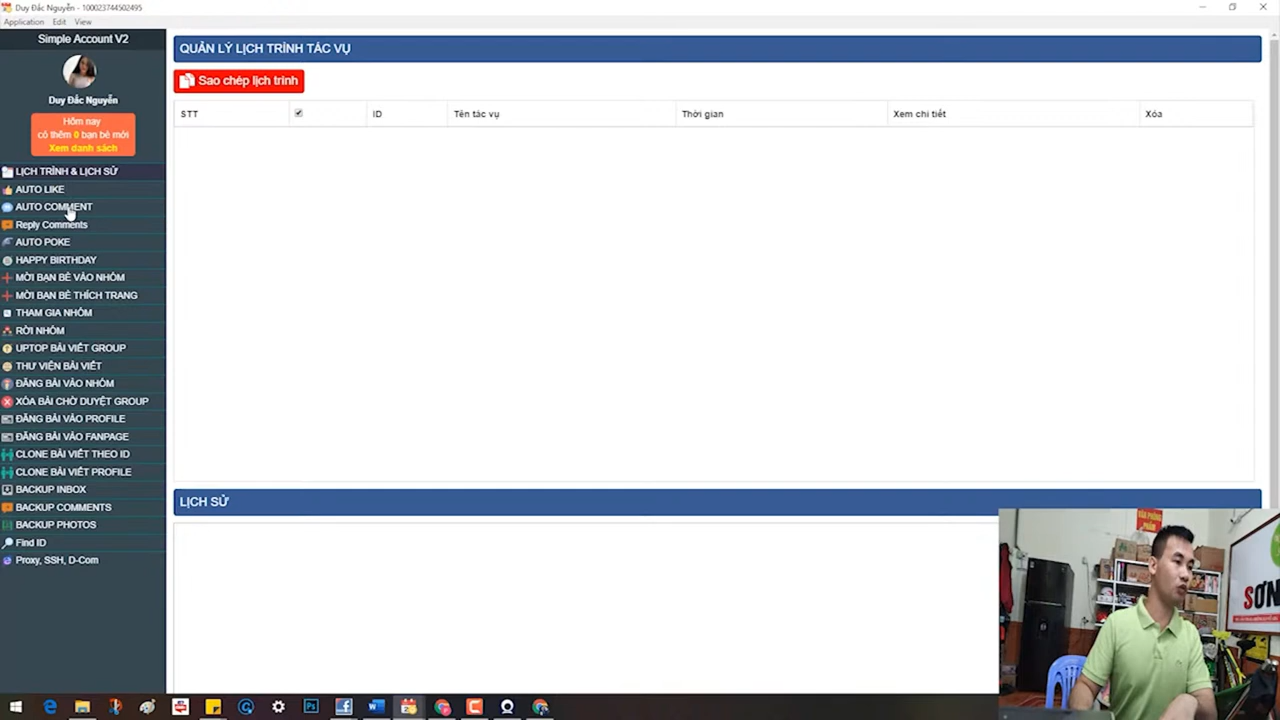 Duy Đắc Nguyễn - 100023744502495
Application Edit View
Simple Account V2
Duy Đắc Nguyễn
Hôm nay
có thêm 0 bạn bè mới
Xem danh sách
LỊCH TRÌNH & LỊCH SỬ
AUTO LIKE
AUTO COMMENT
Reply Comments
AUTO POKE
HAPPY BIRTHDAY
MỜI BẠN BÈ VÀO NHÓM
MỜI BẠN BÈ THÍCH TRANG
THAM GIA NHÓM
RỜI NHÓM
UPTOP BÀI VIẾT GROUP
THƯ VIỆN BÀI VIẾT
ĐĂNG BÀI VÀO NHÓM
XÓA BÀI CHỜ DUYỆT GROUP
ĐĂNG BÀI VÀO PROFILE
ĐĂNG BÀI VÀO FANPAGE
CLONE BÀI VIẾT THEO ID
CLONE BÀI VIẾT PROFILE
BACKUP INBOX
BACKUP COMMENTS
BACKUP PHOTOS
Find ID
Proxy, SSH, D-Com
QUẢN LÝ LỊCH TRÌNH TÁC VỤ
Sao chép lịch trình
STT ID Tên tác vụ Thời gian Xem chi tiết Xóa
LỊCH SỬ
VĂN PHÒNG
PHẨM
SƠN